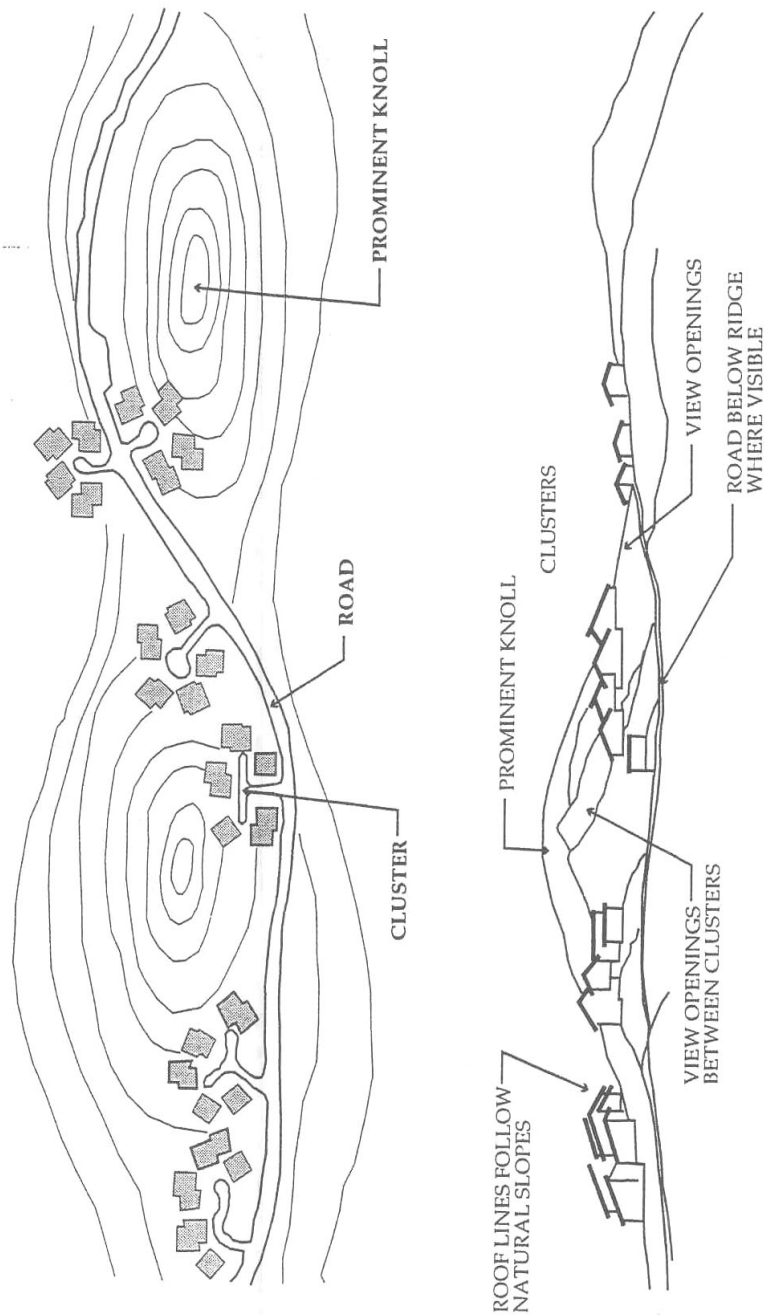 PROMINENT KNOLL
ROAD
CLUSTER
CLUSTERS
PROMINENT KNOLL
VIEW OPENINGS
ROAD BELOW RIDGE
WHERE VISIBLE
VIEW OPENINGS
BETWEEN CLUSTERS
ROOF LINES FOLLOW
NATURAL SLOPES